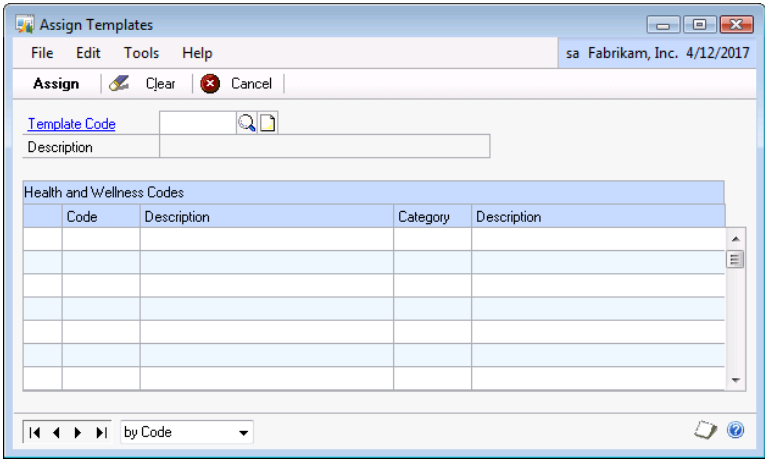 Assign Templates
File Edit Tools Help sa Fabrikam, Inc. 4/12/2017
Assign Clear Cancel
Template Code
Description
Health and Wellness Codes
Code Description Category Description
by Code